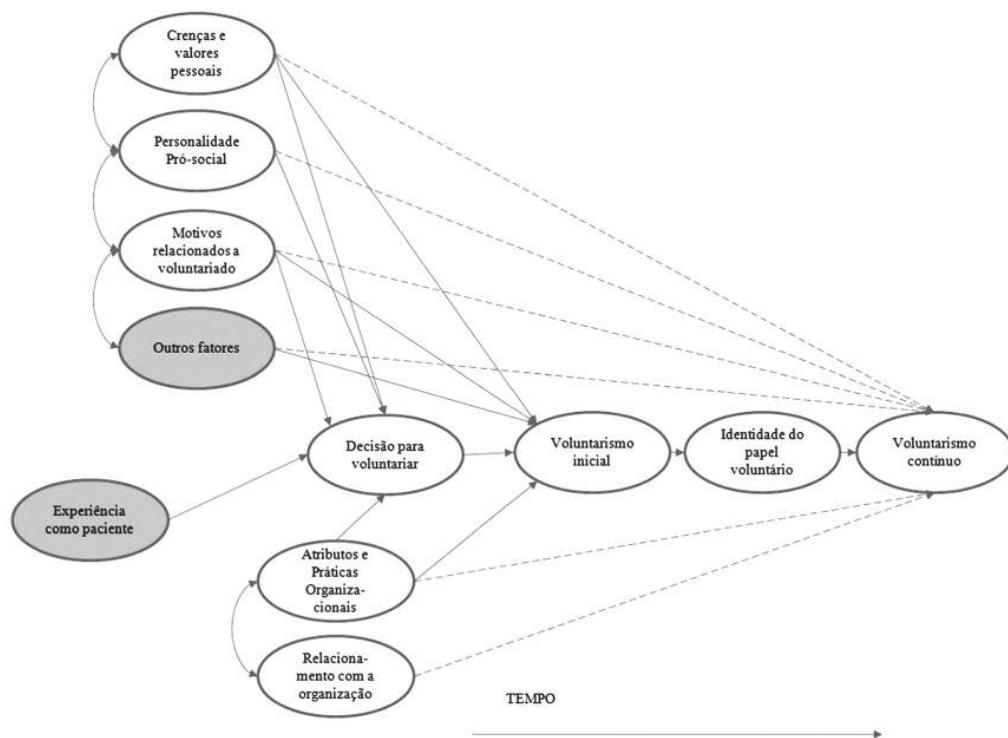 Crenças e
valores
pessoais
Personalidade
Pró-social
Motivos
relacionados a
voluntariado
Outros fatores
Decisão para
voluntariar
Voluntarismo
inicial
Identidade do
papel
voluntário
Voluntarismo
contínuo
Experiência
como paciente
Atributos e
Práticas
Organiza-
cionais
Relaciona-
mento com a
organização
TEMPO